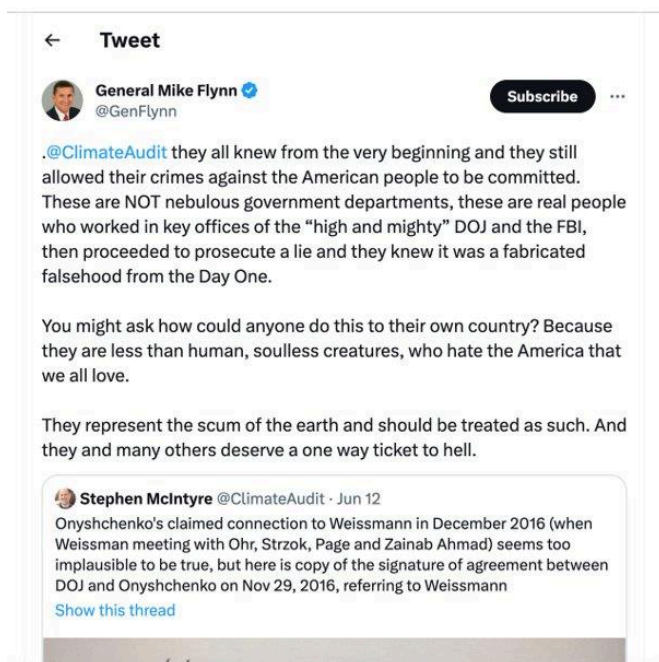 Tweet
General Mike Flynn
@GenFlynn
Subscribe
.@ClimateAudit they all knew from the very beginning and they still
allowed their crimes against the American people to be committed.
These are NOT nebulous government departments, these are real people
who worked in key offices of the “high and mighty” DOJ and the FBI,
then proceeded to prosecute a lie and they knew it was a fabricated
falsehood from the Day One.
You might ask how could anyone do this to their own country? Because
they are less than human, soulless creatures, who hate the America that
we all love.
They represent the scum of the earth and should be treated as such. And
they and many others deserve a one way ticket to hell.
Stephen McIntyre @ClimateAudit · Jun 12
Onyshchenko's claimed connection to Weissmann in December 2016 (when
Weissman meeting with Ohr, Strzok, Page and Zainab Ahmad) seems too
implausible to be true, but here is copy of the signature of agreement between
DOJ and Onyshchenko on Nov 29, 2016, referring to Weissmann
Show this thread